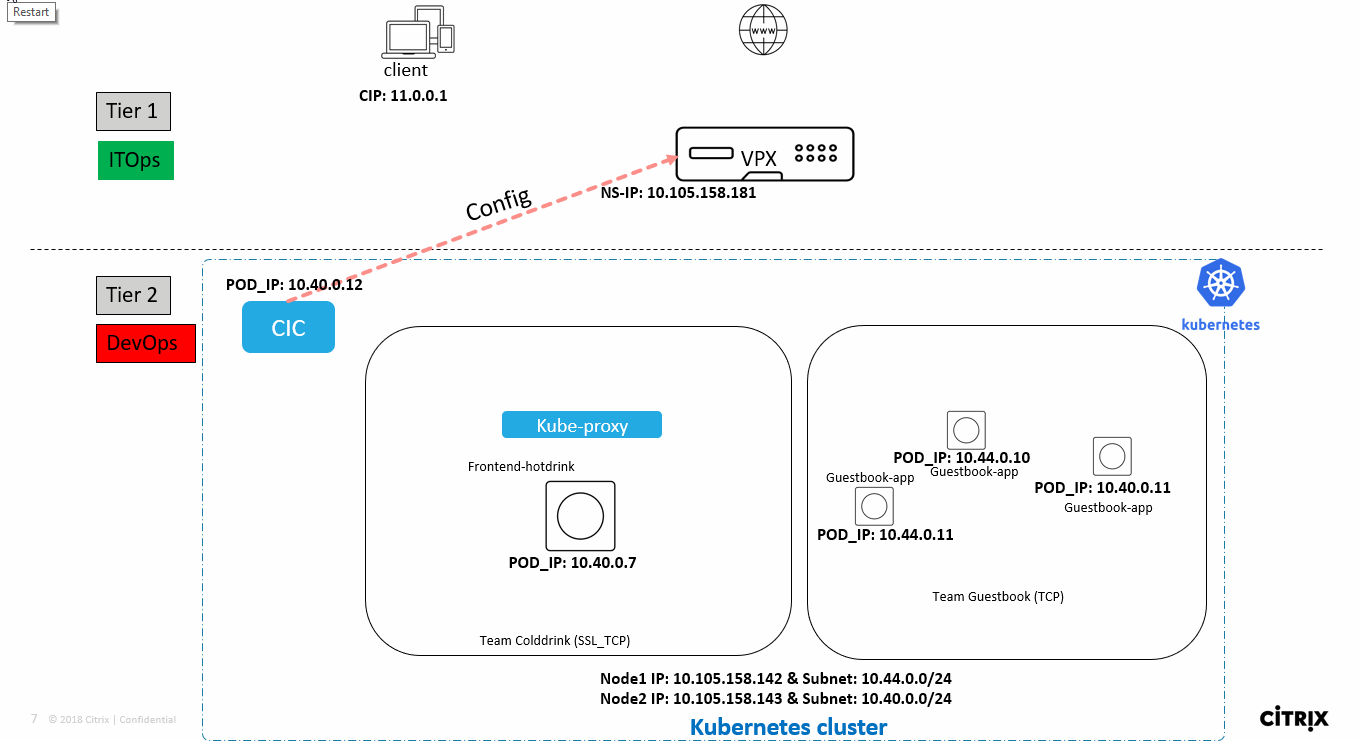 Restart
www
client
CIP: 11.0.0.1
Tier 1
ITOps
VPX
NS-IP: 10.105.158.181
Config
Tier 2
DevOps
POD_IP: 10.40.0.12
CIC
kubernetes
Kube-proxy
Frontend-hotdrink
POD_IP: 10.40.0.7
Team Colddrink (SSL_TCP)
POD_IP: 10.44.0.10
Guestbook-app
Guestbook-app
POD_IP: 10.44.0.11
POD_IP: 10.40.0.11
Guestbook-app
Team Guestbook (TCP)
Node1 IP: 10.105.158.142 & Subnet: 10.44.0.0/24
Node2 IP: 10.105.158.143 & Subnet: 10.40.0.0/24
Kubernetes cluster
7 © 2018 Citrix | Confidential
CITRIX